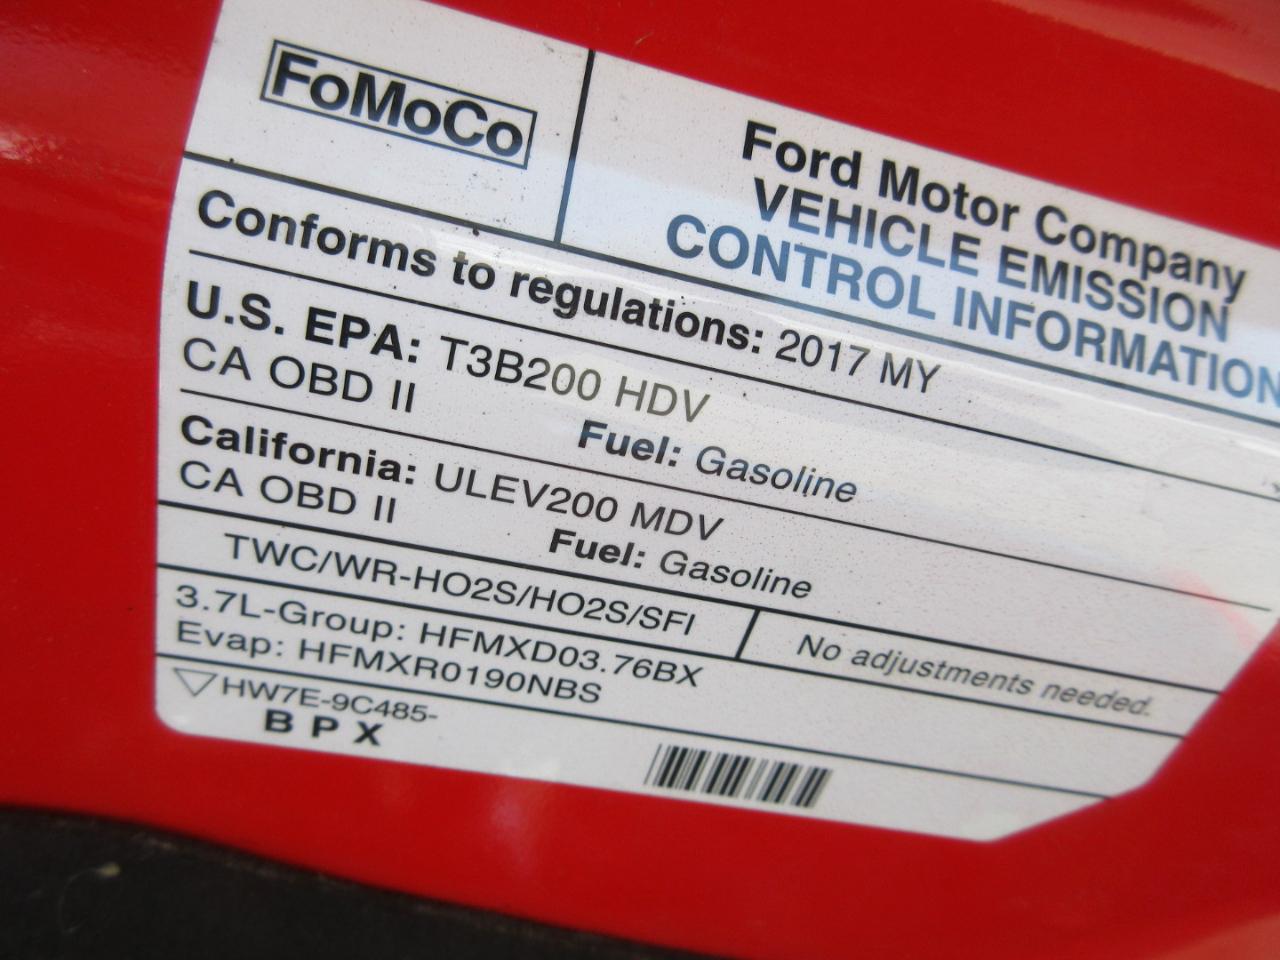 FoMoCo
Ford Motor Company
VEHICLE EMISSION
CONTROL INFORMATION
Conforms to regulations: 2017 MY
U.S. EPA: T3B200 HDV
CA OBD II Fuel: Gasoline
California: ULEV200 MDV
CA OBD II Fuel: Gasoline
TWC/WR-HO2S/HO2S/SFI
No adjustments needed.
3.7L-Group: HFMXD03.76BX
Evap: HFMXR0190NBS
HW7E-9C485-
BPX